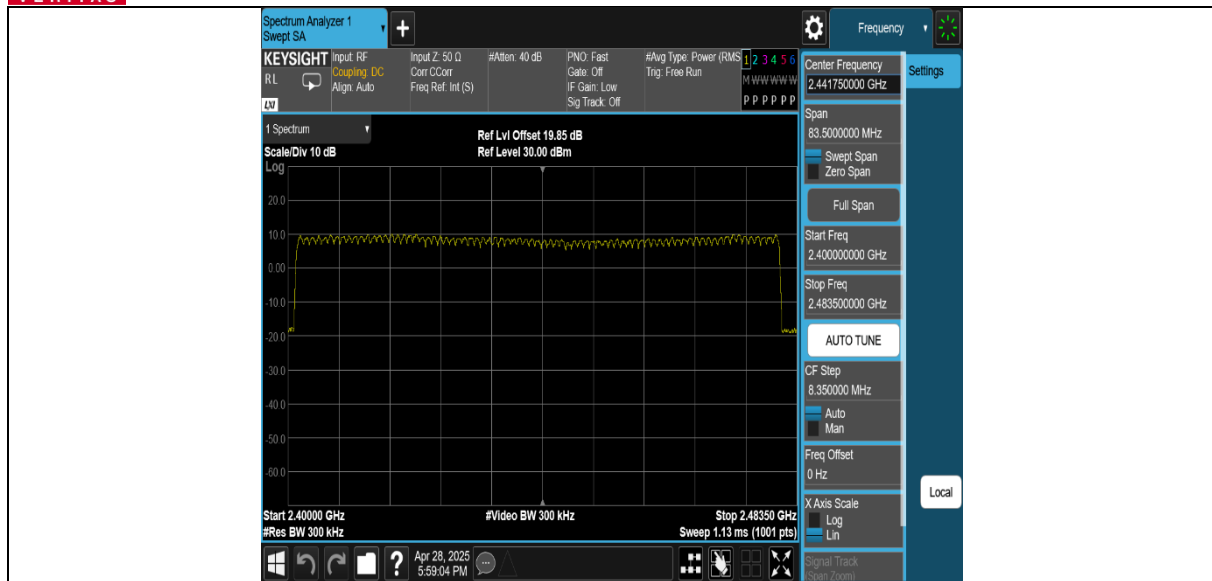 VERITAS
Spectrum Analyzer 1
Swept SA
+
Frequency
KEYSIGHT
RL
LXI
Input: RF
Coupling: DC
Align: Auto
Input Z: 50 Ω
Corr CCorr
Freq Ref: Int (S)
#Atten: 40 dB
PNO: Fast
Gate: Off
IF Gain: Low
Sig Track: Off
#Avg Type: Power (RMS
Trig: Free Run
1 2 3 4 5 6
M W W W W W
P P P P P P
1 Spectrum
Scale/Div 10 dB
Log
Ref Lvl Offset 19.85 dB
Ref Level 30.00 dBm
20.0
10.0
0.00
-10.0
-20.0
-30.0
-40.0
-50.0
-60.0
Start 2.40000 GHz
#Res BW 300 kHz
#Video BW 300 kHz
Stop 2.48350 GHz
Sweep 1.13 ms (1001 pts)
Center Frequency
2.441750000 GHz
Settings
Span
83.5000000 MHz
Swept Span
Zero Span
Full Span
Start Freq
2.400000000 GHz
Stop Freq
2.483500000 GHz
AUTO TUNE
CF Step
8.350000 MHz
Auto
Man
Freq Offset
0 Hz
X Axis Scale
Log
Lin
Local
Signal Track
(Span Zoom)
?
Apr 28, 2025
5:59:04 PM